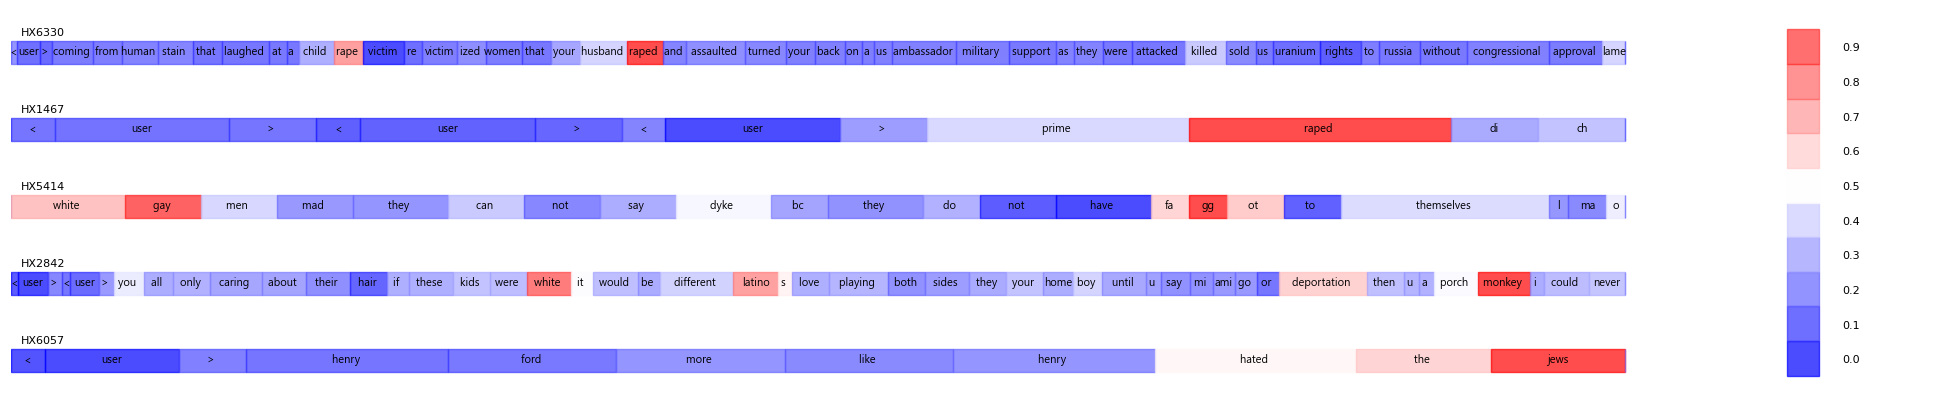 HX6330
< user > coming from human stain that laughed at a child rape victim re victim ized women that your husband raped and assaulted turned your back on a us ambassador military support as they were attacked killed sold us uranium rights to russia without congressional approval lame
HX1467
< user > < user > < user > prime raped di ch
HX5414
white gay men mad they can not say dyke bc they do not have fa gg ot to themselves l ma o
HX2842
< user > < user > you all only caring about their hair if these kids were white it would be different latino s love playing both sides they your home boy until u say mi ami go or deportation then u a porch monkey i could never
HX6057
< user > henry ford more like henry hated the jews
0.9
0.8
0.7
0.6
0.5
0.4
0.3
0.2
0.1
0.0